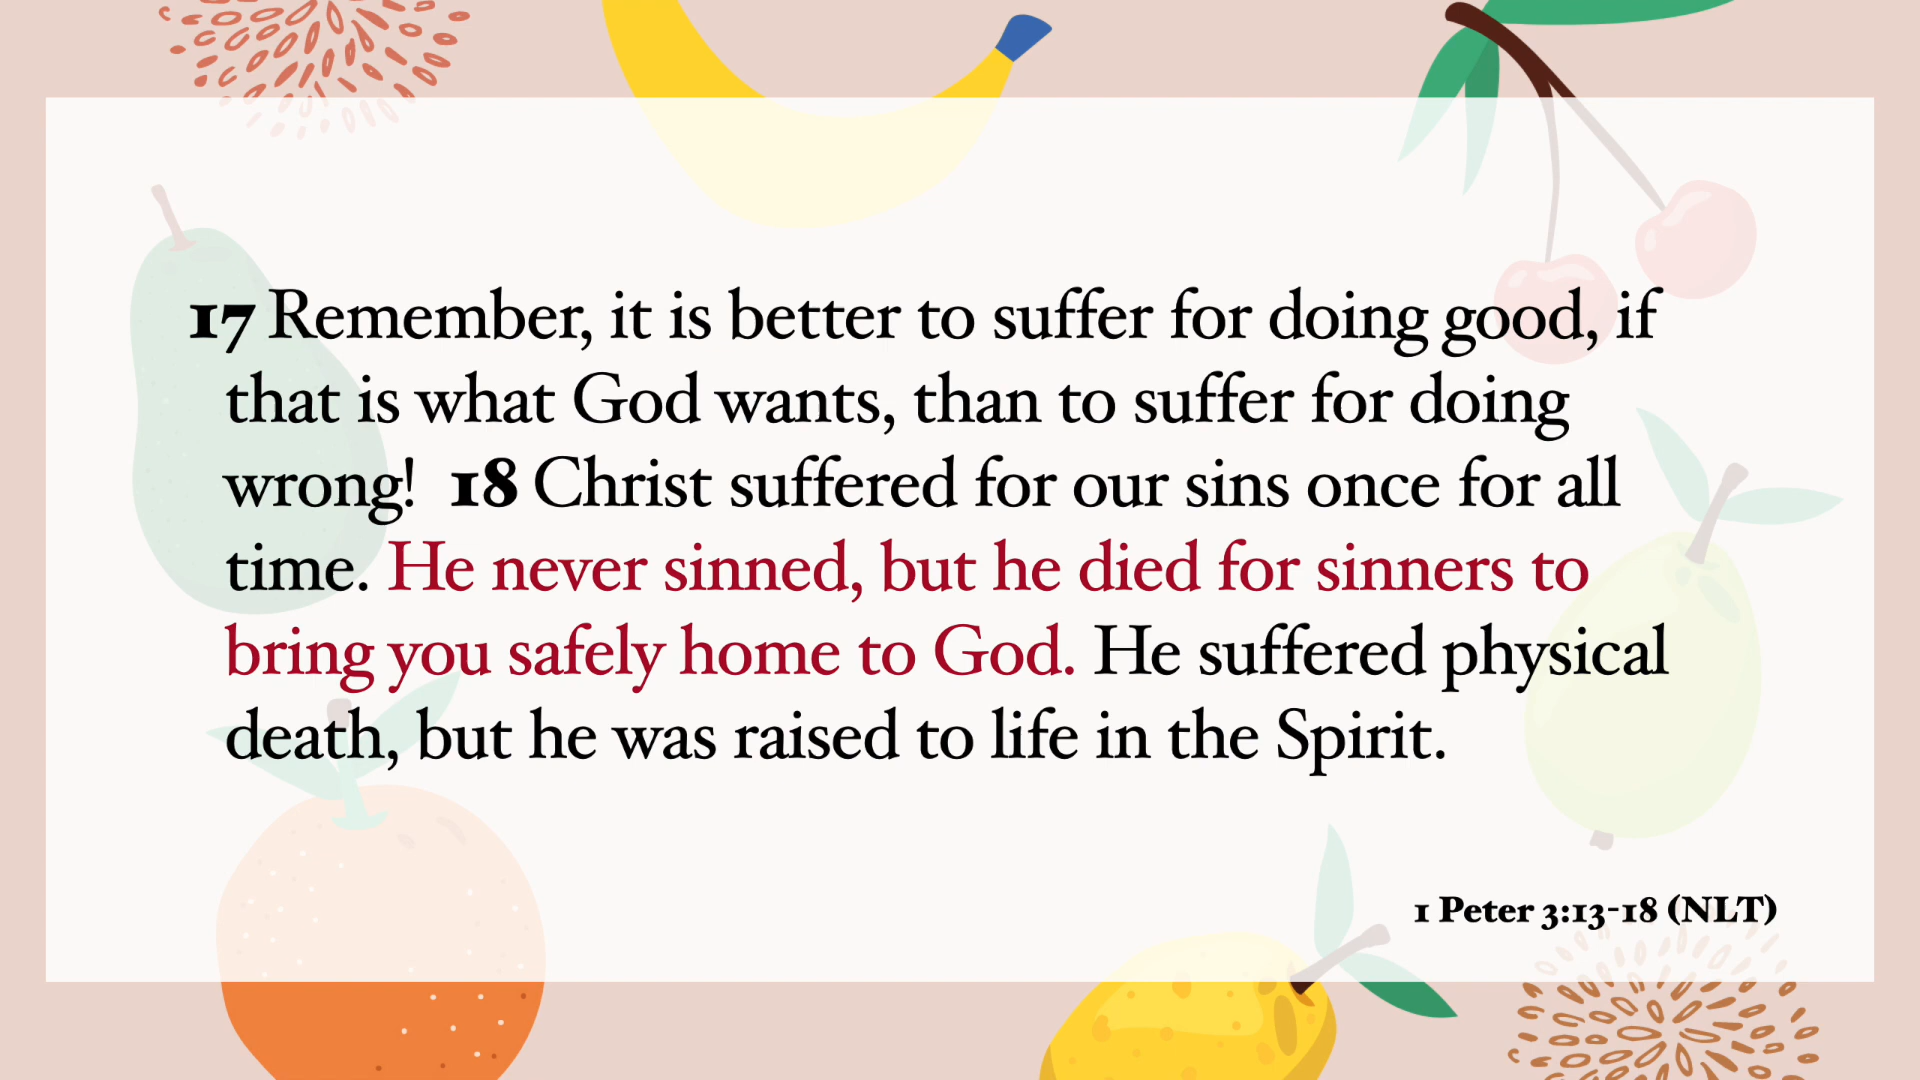 17 Remember, it is better to suffer for doing good, if
that is what God wants, than to suffer for doing
wrong!  18 Christ suffered for our sins once for all
time. He never sinned, but he died for sinners to
bring you safely home to God. He suffered physical
death, but he was raised to life in the Spirit.
1 Peter 3:13-18 (NLT)